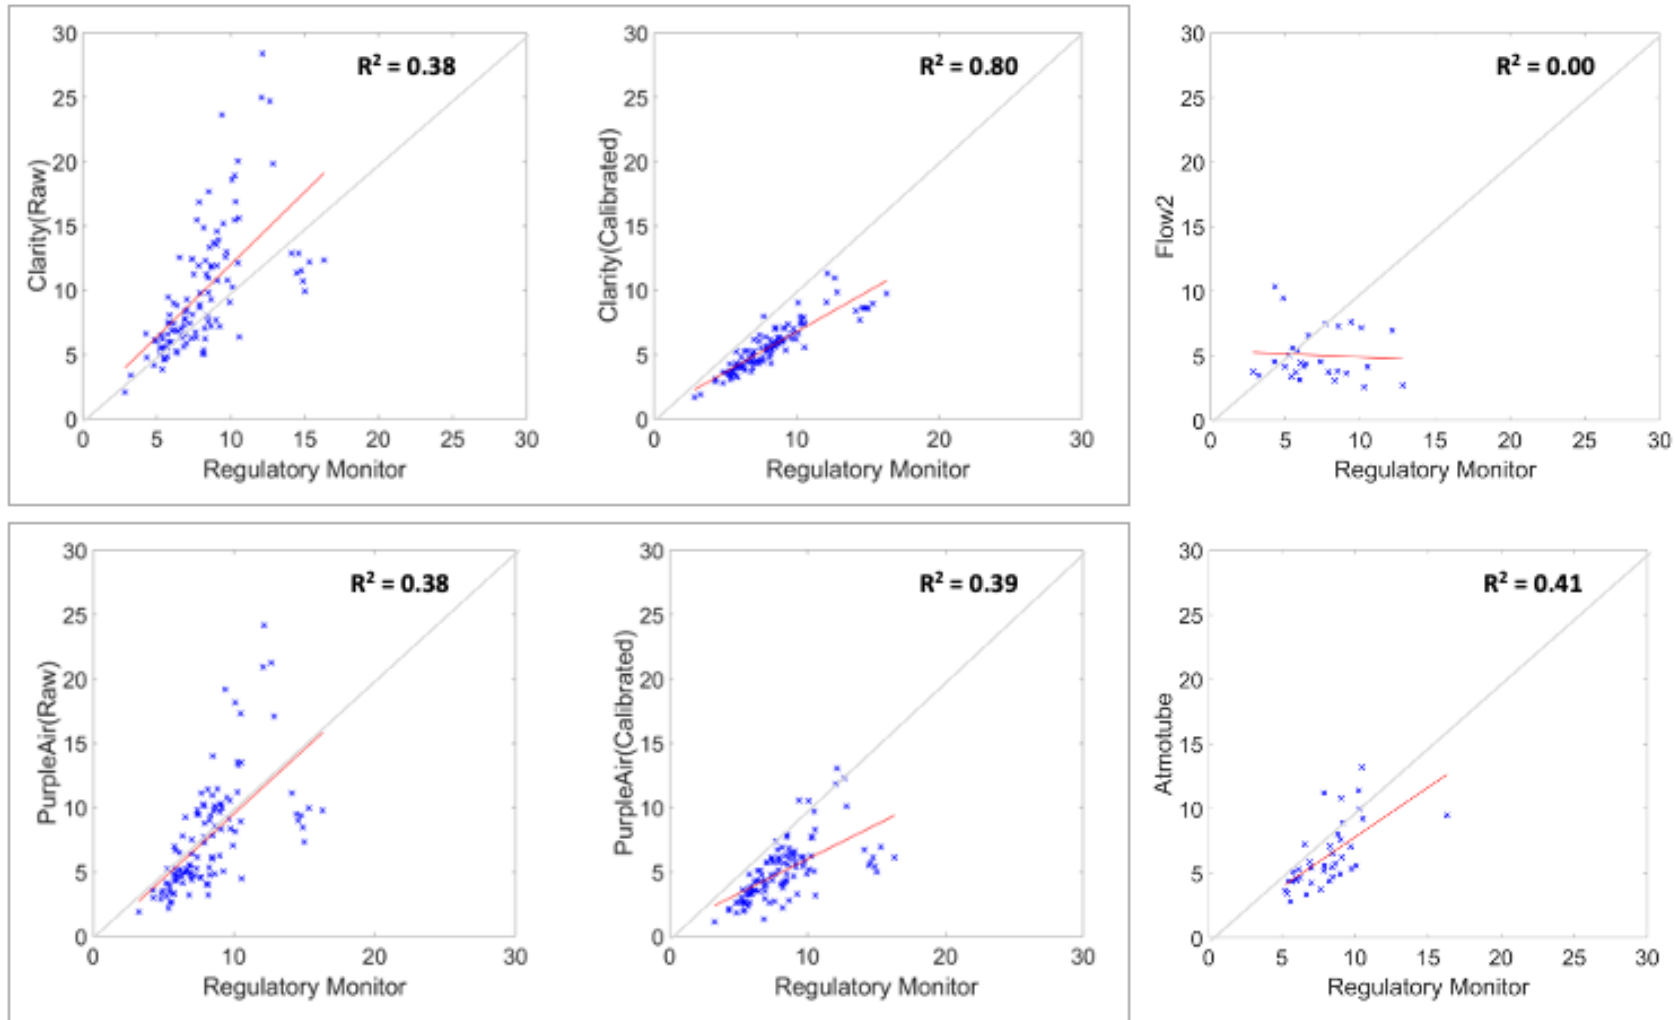 R² = 0.38
30
25
20
15
10
5
0
Clarity(Raw)
0 5 10 15 20 25 30
Regulatory Monitor
R² = 0.80
30
25
20
15
10
5
0
Clarity(Calibrated)
0 10 20 30
Regulatory Monitor
R² = 0.00
30
25
20
15
10
5
0
Flow2
0 5 10 15 20 25 30
Regulatory Monitor
R² = 0.38
30
25
20
15
10
5
0
PurpleAir(Raw)
0 10 20 30
Regulatory Monitor
R² = 0.39
30
25
20
15
10
5
0
PurpleAir(Calibrated)
0 10 20 30
Regulatory Monitor
R² = 0.41
30
25
20
15
10
5
0
Atmotube
0 5 10 15 20 25 30
Regulatory Monitor